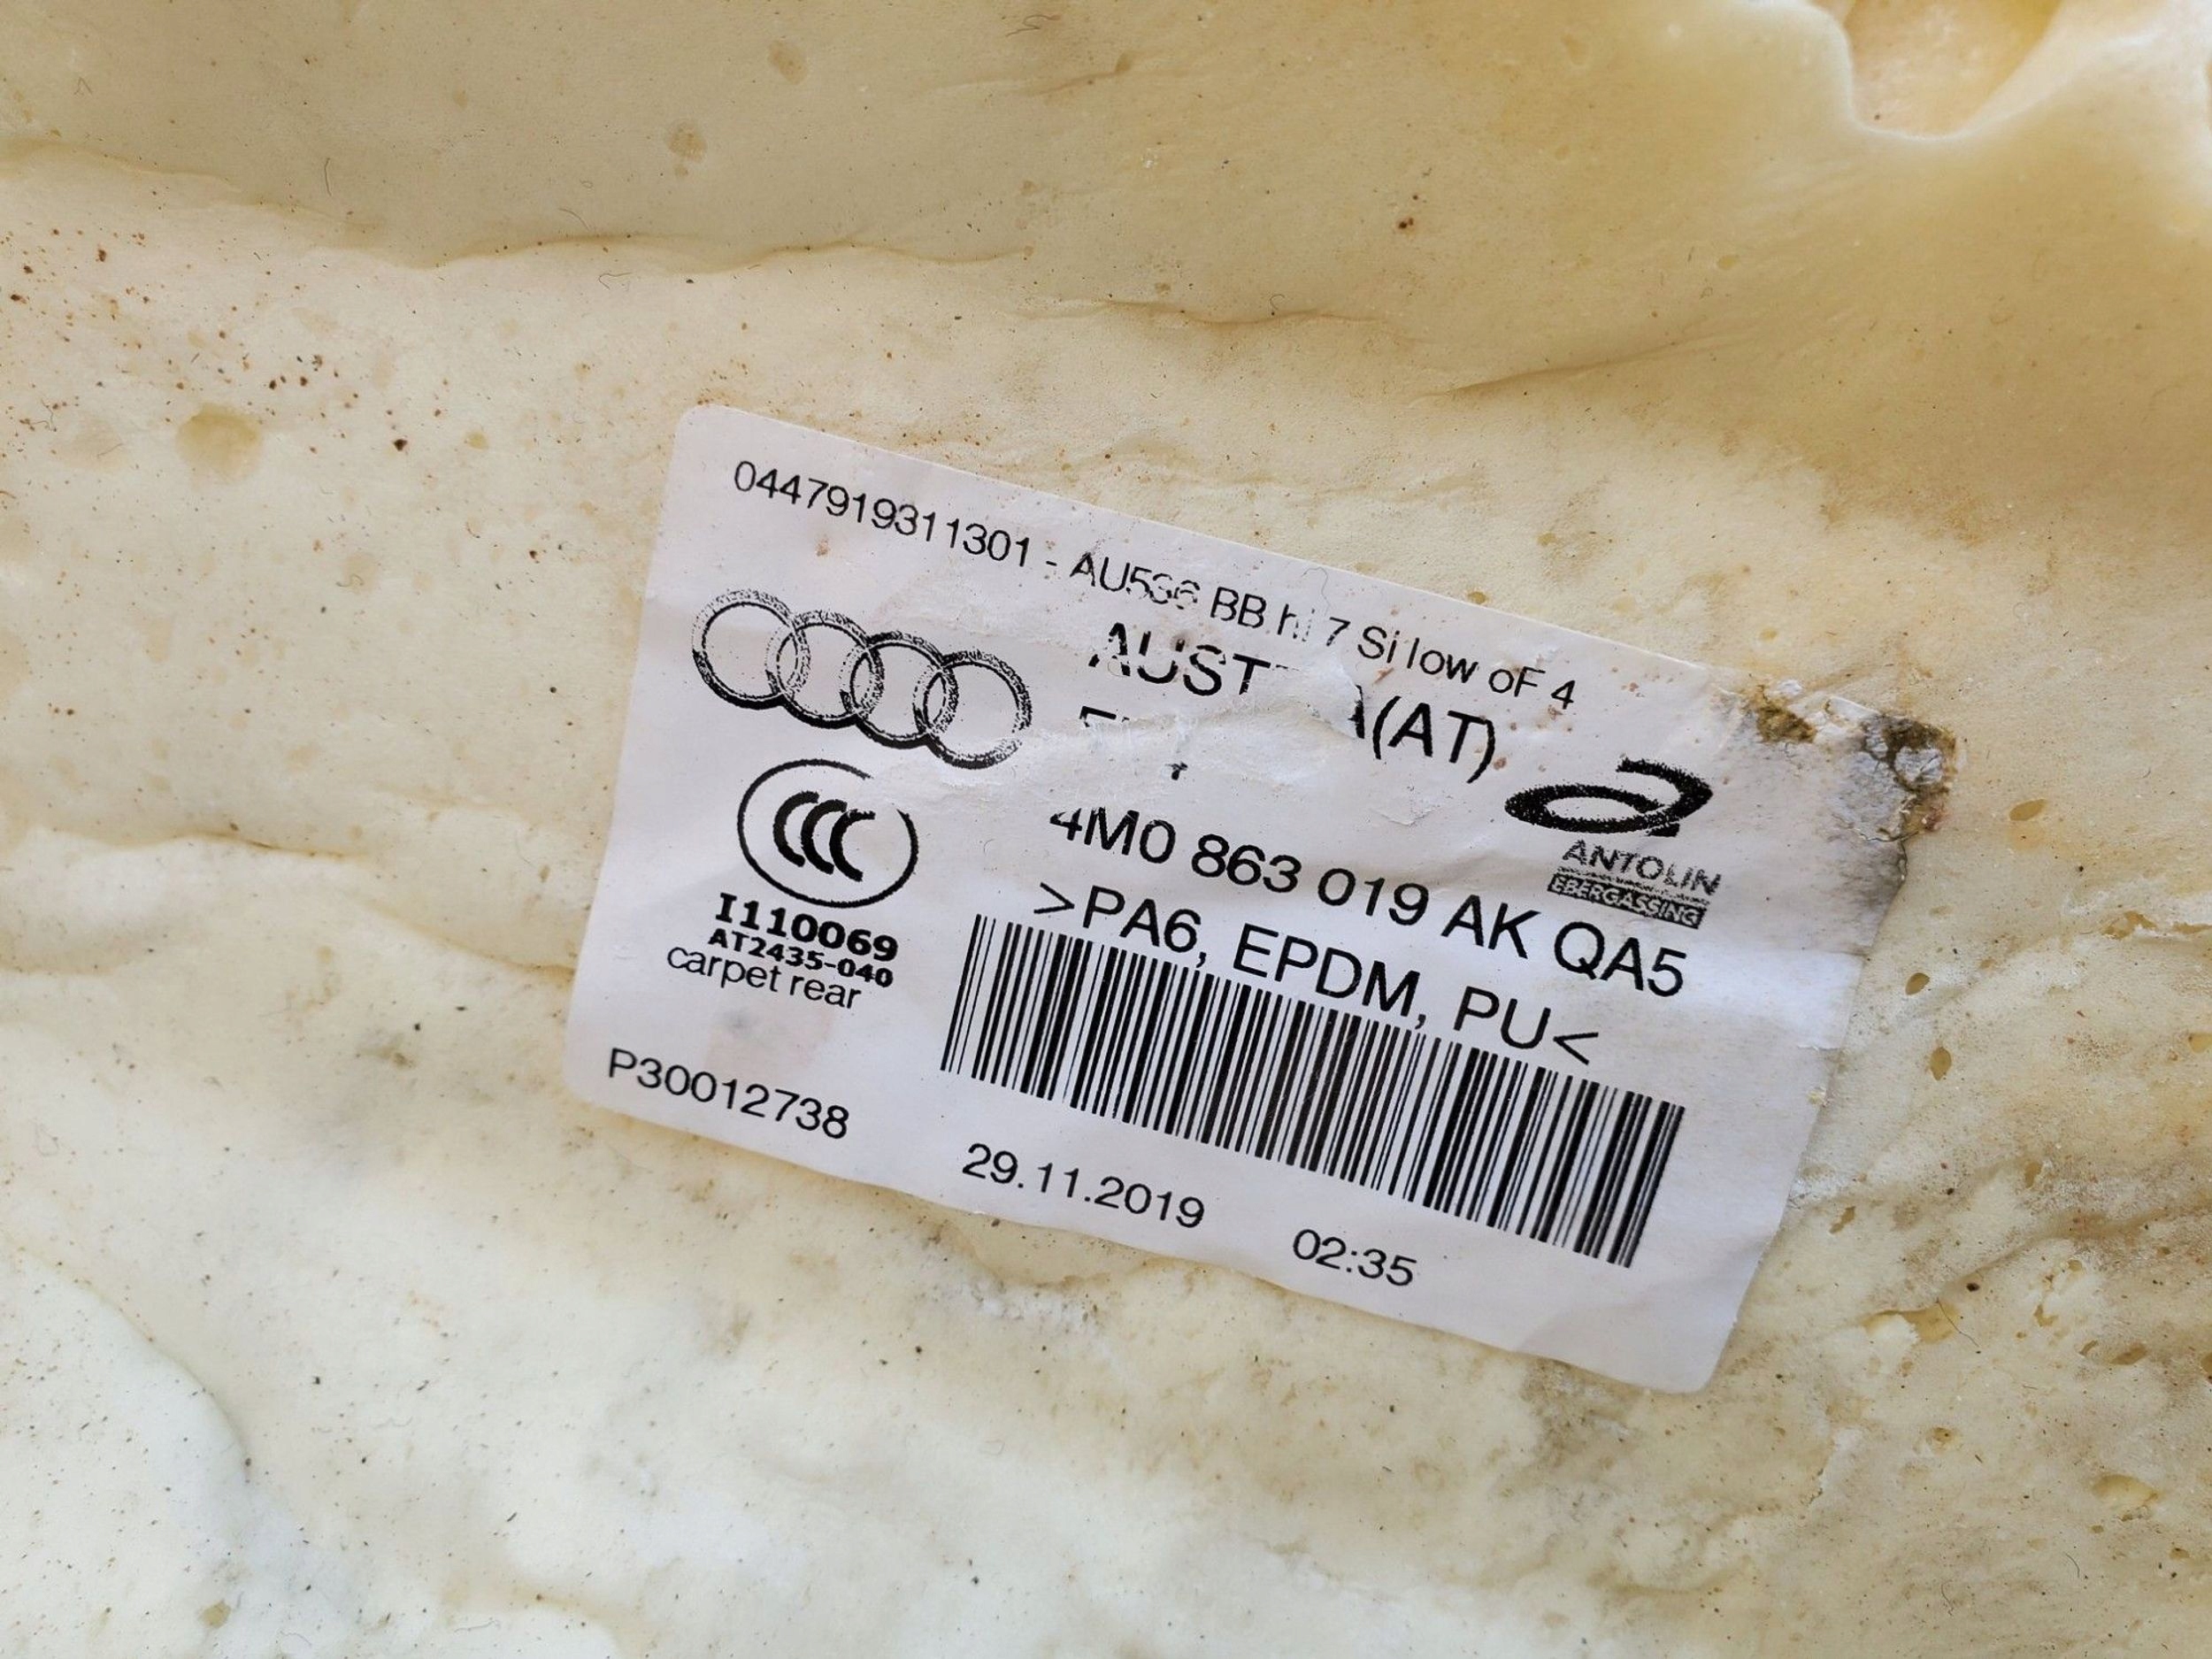 0447919311301 - AU536 BB hi 7 Si low oF 4
(AT)
4M0 863 019 AK QA5
>PA6, EPDM, PU<
ANTOLIN
EBERGASSING
CCC
I110069
AT2435-040
carpet rear
P30012738
29.11.2019 02:35